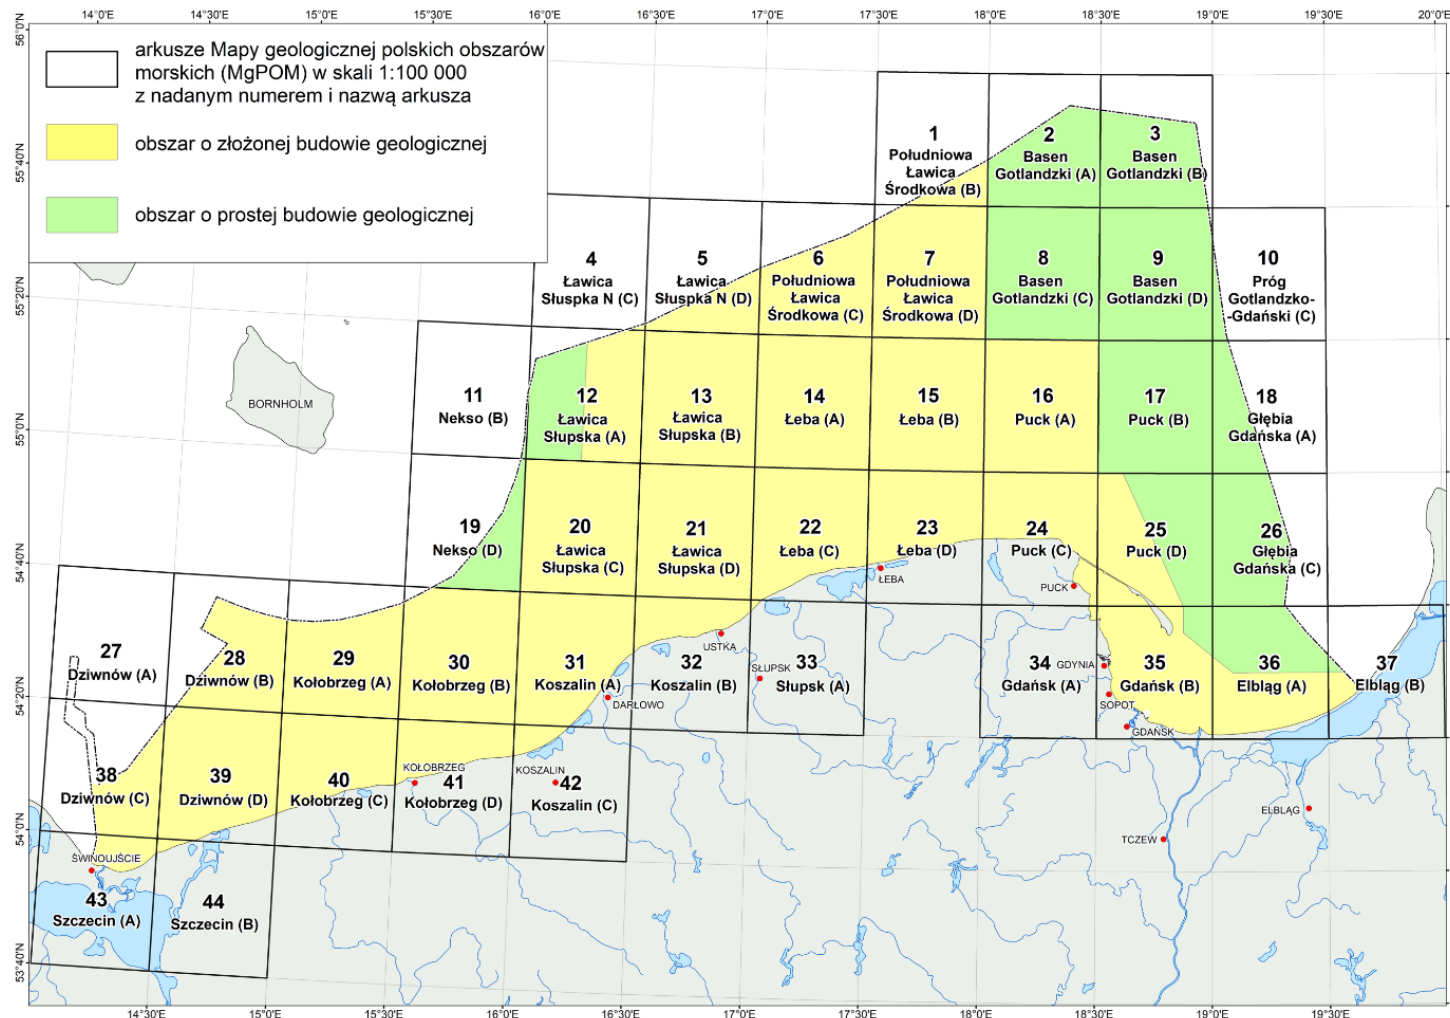 14°0'E 14°30'E 15°0'E 15°30'E 16°0'E 16°30'E 17°0'E 17°30'E 18°0'E 18°30'E 19°0'E 19°30'E 20°0'E
56°0'N
55°40'N
55°20'N
55°0'N
54°40'N
54°20'N
54°0'N
53°40'N
arkusze Mapy geologicznej polskich obszarów
morskich (MgPOM) w skali 1:100 000
z nadanym numerem i nazwą arkusza
obszar o złożonej budowie geologicznej
obszar o prostej budowie geologicznej
1
Południowa
Ławica
Środkowa (B)
2
Basen
Gotlandzki (A)
3
Basen
Gotlandzki (B)
4
Ławica
Słuspka N (C)
5
Ławica
Słuspka N (D)
6
Południowa
Ławica
Środkowa (C)
7
Południowa
Ławica
Środkowa (D)
8
Basen
Gotlandzki (C)
9
Basen
Gotlandzki (D)
10
Próg
Gotlandzko-
-Gdański (C)
BORNHOLM
11
Nekso (B)
12
Ławica
Słupska (A)
13
Ławica
Słupska (B)
14
Łeba (A)
15
Łeba (B)
16
Puck (A)
17
Puck (B)
18
Głębia
Gdańska (A)
19
Nekso (D)
20
Ławica
Słupska (C)
21
Ławica
Słupska (D)
22
Łeba (C)
23
Łeba (D)
24
Puck (C)
25
Puck (D)
26
Głębia
Gdańska (C)
ŁEBA
PUCK
27
Dziwnów (A)
28
Dziwnów (B)
29
Kołobrzeg (A)
30
Kołobrzeg (B)
31
Koszalin (A)
32
Koszalin (B)
33
Słupsk (A)
34
Gdańsk (A)
35
Gdańsk (B)
36
Elbląg (A)
37
Elbląg (B)
USTKA
SŁUPSK
DARŁOWO
GDYNIA
SOPOT
GDAŃSK
38
Dziwnów (C)
39
Dziwnów (D)
40
Kołobrzeg (C)
41
Kołobrzeg (D)
42
Koszalin (C)
KOŁOBRZEG
KOSZALIN
ELBLĄG
TCZEW
ŚWINOUJŚCIE
43
Szczecin (A)
44
Szczecin (B)
14°30'E 15°0'E 15°30'E 16°0'E 16°30'E 17°0'E 17°30'E 18°0'E 18°30'E 19°0'E 19°30'E